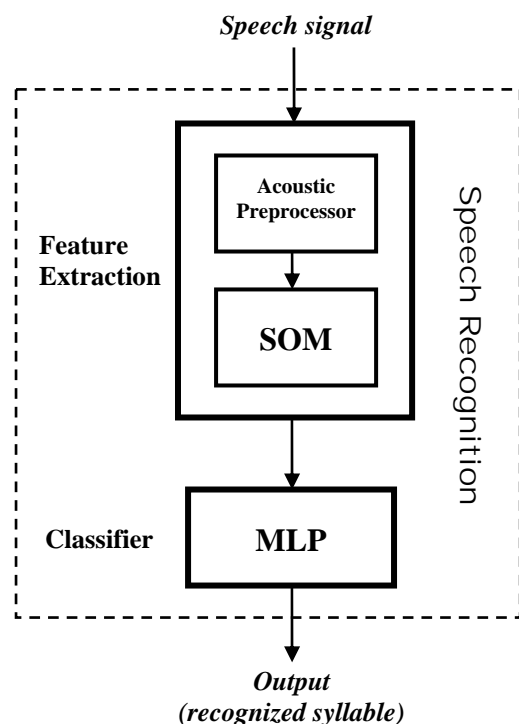 Speech signal
Acoustic
Preprocessor
Feature
Extraction
SOM
Speech Recognition
Classifier
MLP
Output
(recognized syllable)